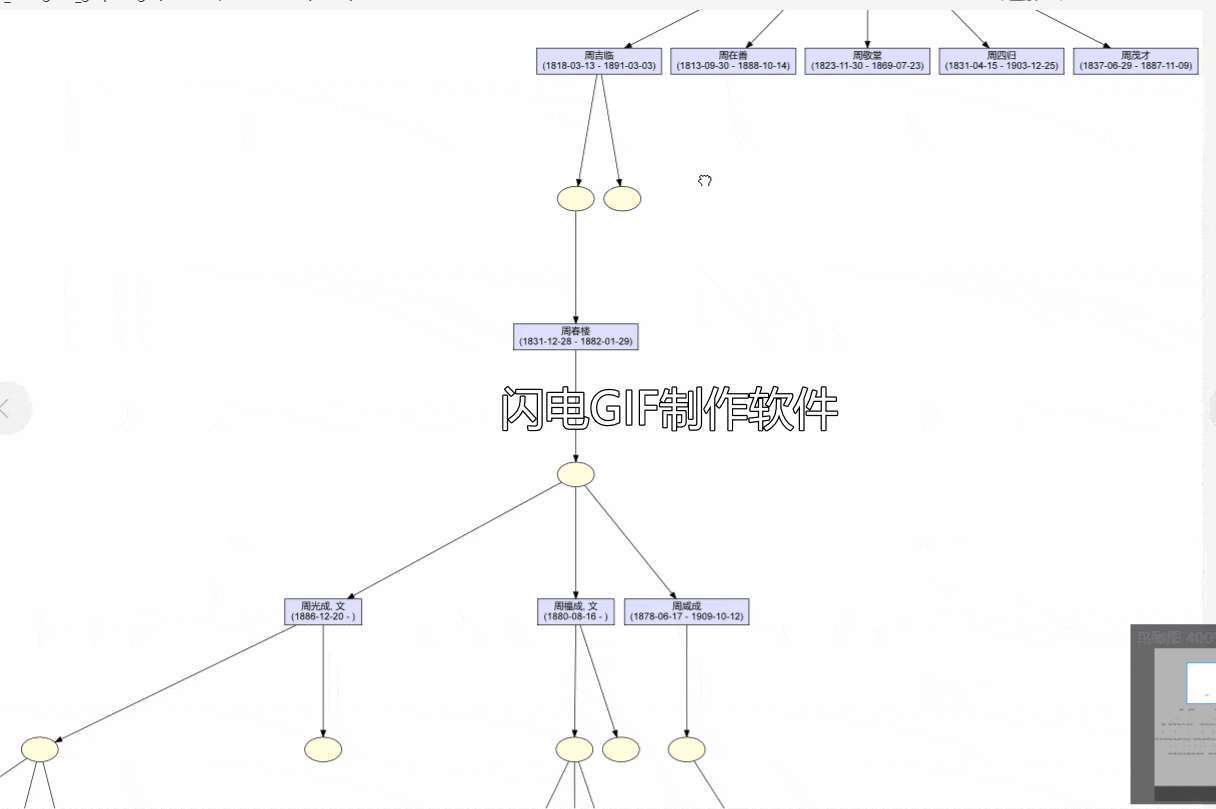 周吉临
(1818-03-13 - 1891-03-03)
周在善
(1813-09-30 - 1888-10-14)
周敬堂
(1823-11-30 - 1869-07-23)
周四归
(1831-04-15 - 1903-12-25)
周茂才
(1837-06-29 - 1887-11-09)
周春楼
(1831-12-28 - 1882-01-29)
闪电GIF制作软件
周光成, 文
(1886-12-20 - )
周福成, 文
(1880-08-16 - )
周咸成
(1878-06-17 - 1909-10-12)
鸟瞰图 400%